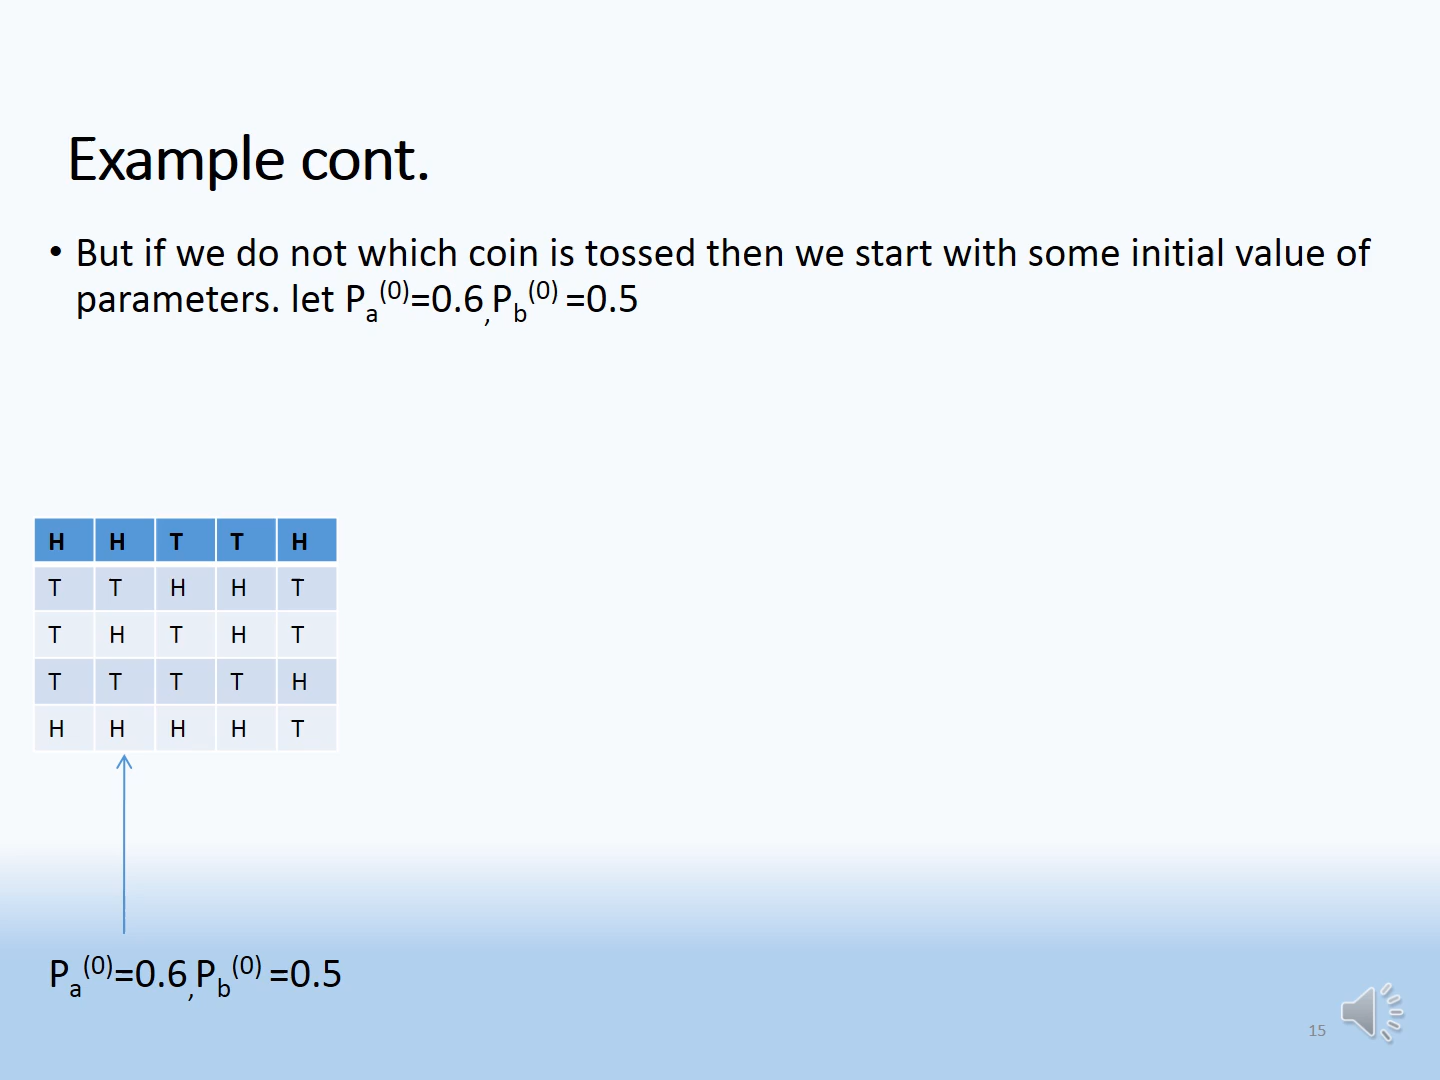 Example cont.
• But if we do not which coin is tossed then we start with some initial value of
parameters. let Pa(0)=0.6,Pb(0) =0.5
H H T T H
T T H H T
T H T H T
T T T T H
H H H H T
Pa(0)=0.6,Pb(0) =0.5
15